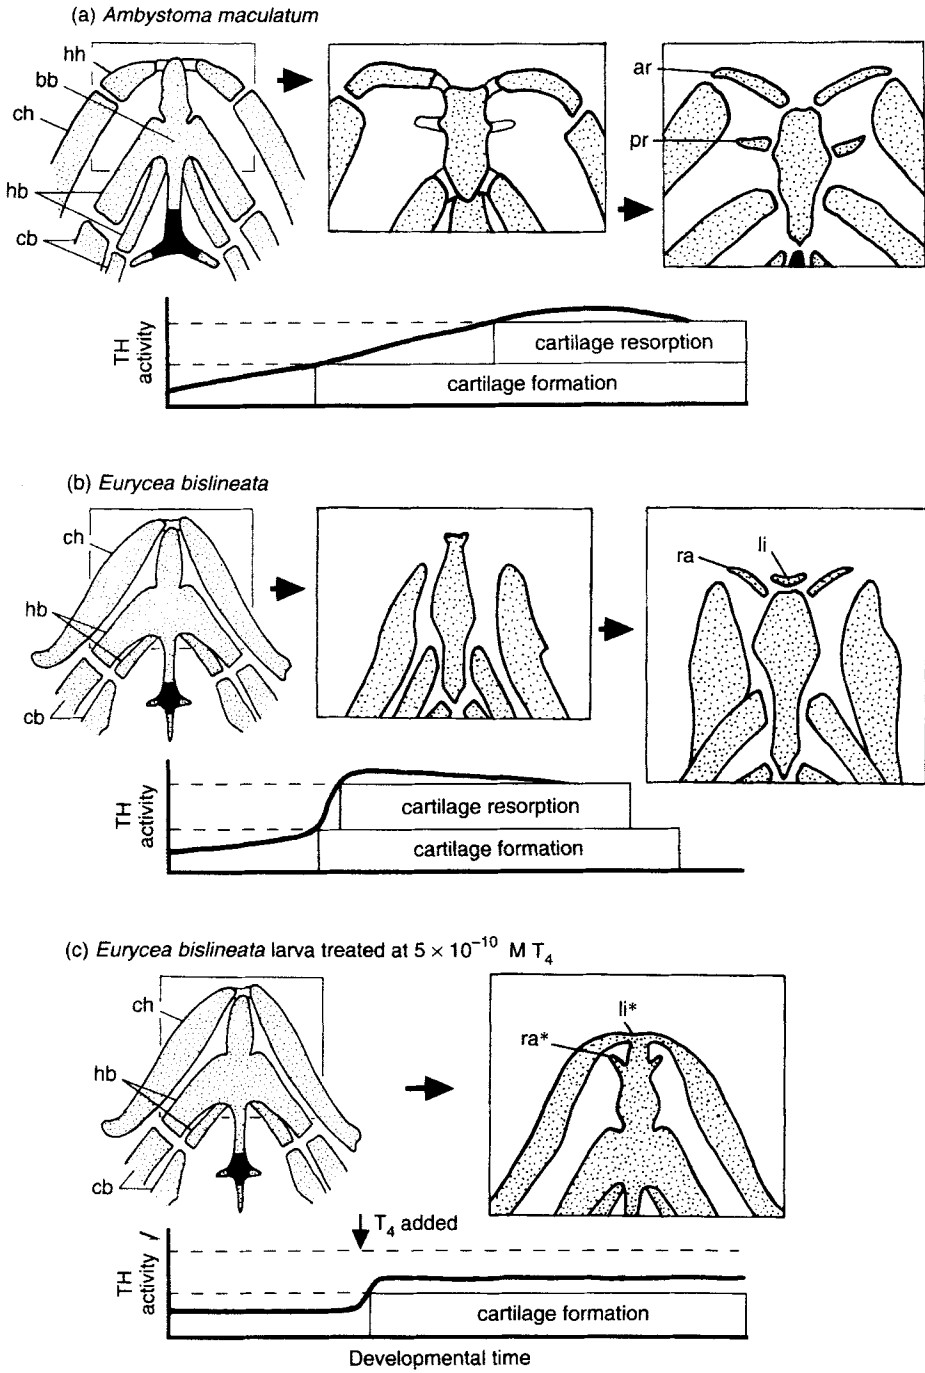 (a) Ambystoma maculatum
hh
bb
ch
hb
cb
ar
pr
TH activity
cartilage resorption
cartilage formation
(b) Eurycea bislineata
ch
hb
cb
ra
li
TH activity
cartilage resorption
cartilage formation
(c) Eurycea bislineata larva treated at 5 × 10⁻¹⁰ M T₄
ch
hb
cb
li*
ra*
T₄ added
TH activity
cartilage formation
Developmental time